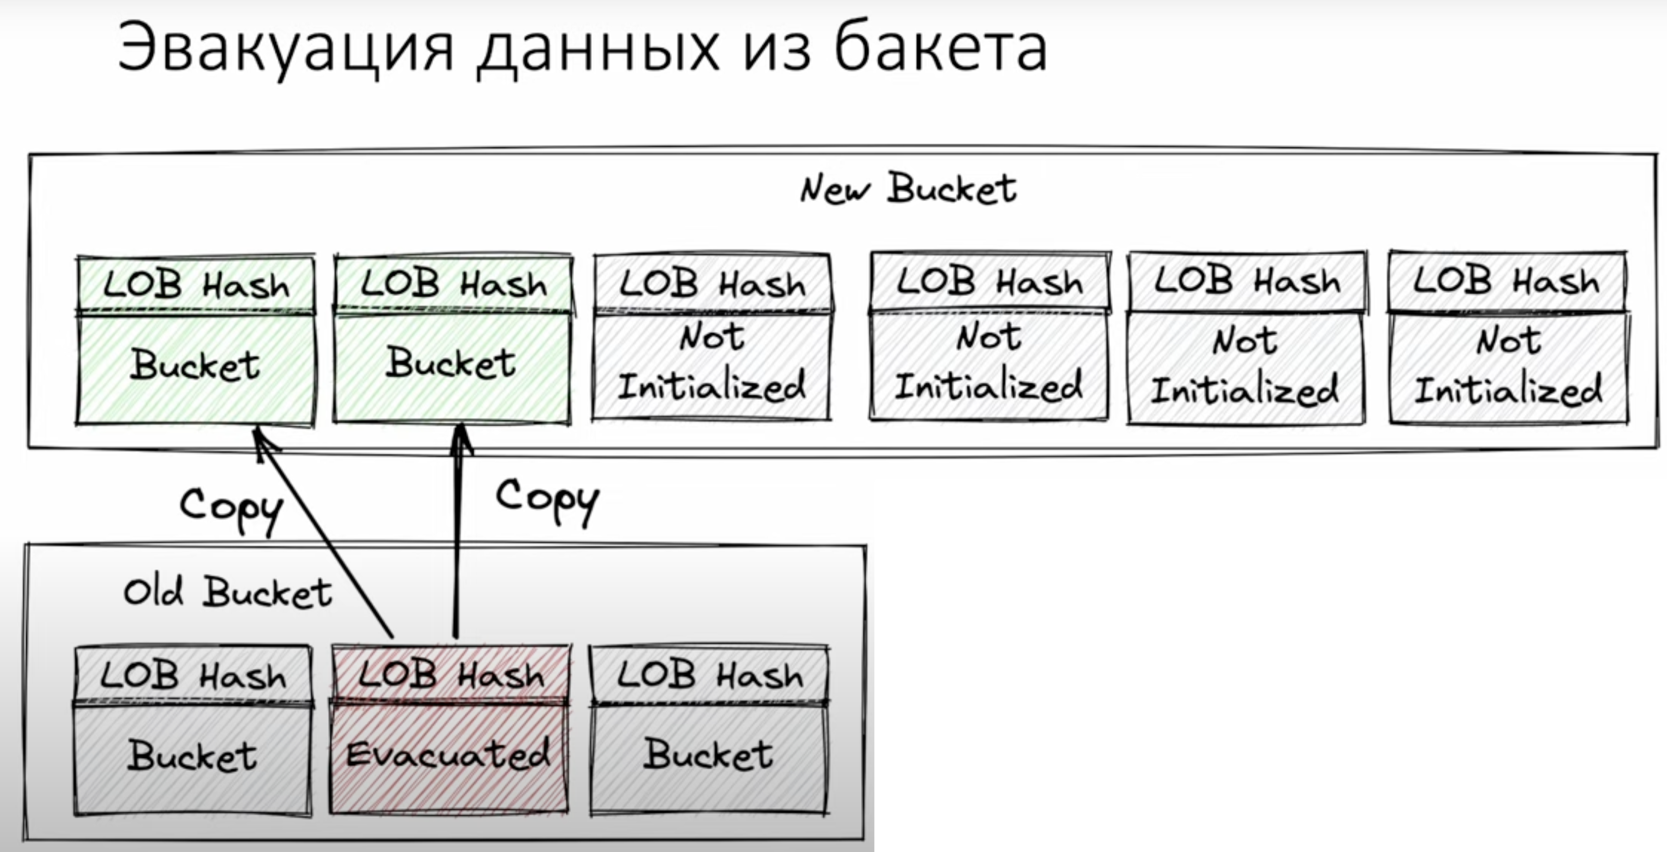 Эвакуация данных из бакета
New Bucket
LOB Hash
Bucket
LOB Hash
Bucket
LOB Hash
Not
Initialized
LOB Hash
Not
Initialized
LOB Hash
Not
Initialized
LOB Hash
Not
Initialized
Copy
Copy
Old Bucket
LOB Hash
Bucket
LOB Hash
Evacuated
LOB Hash
Bucket